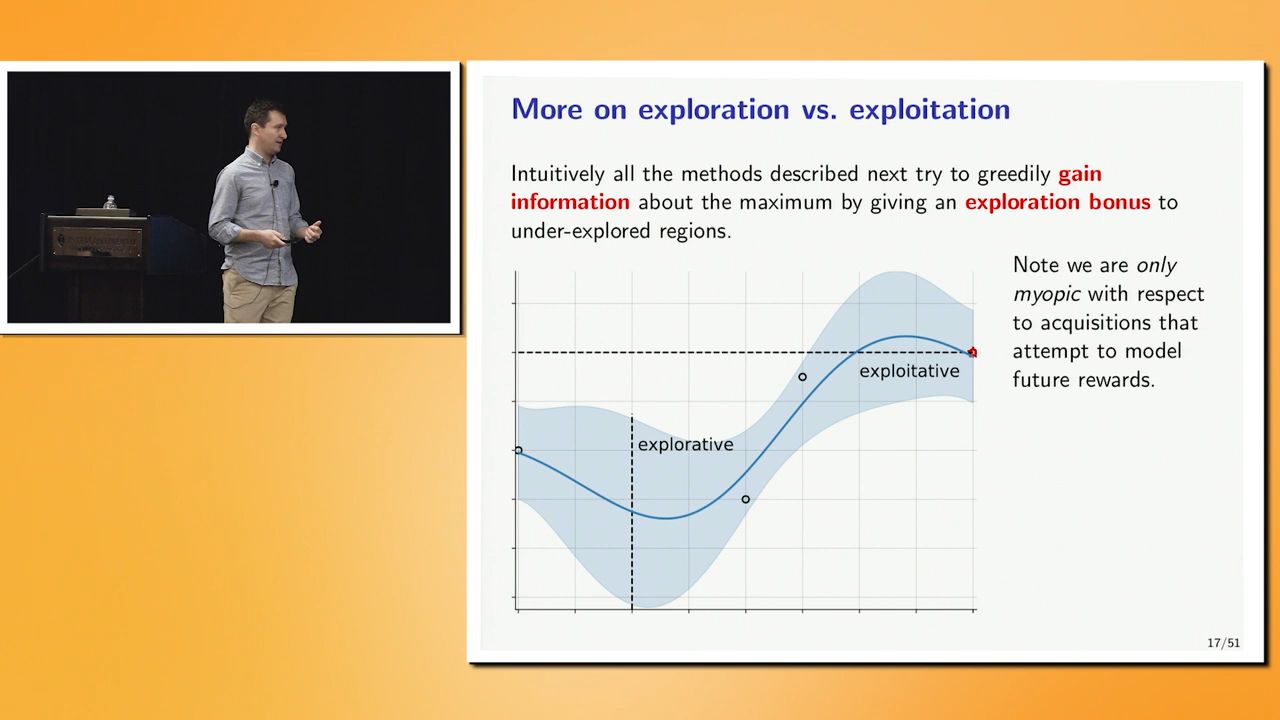 More on exploration vs. exploitation
Intuitively all the methods described next try to greedily gain
information about the maximum by giving an exploration bonus to
under-explored regions.
Note we are only
myopic with respect
to acquisitions that
attempt to model
future rewards.
exploitative
explorative
17/51